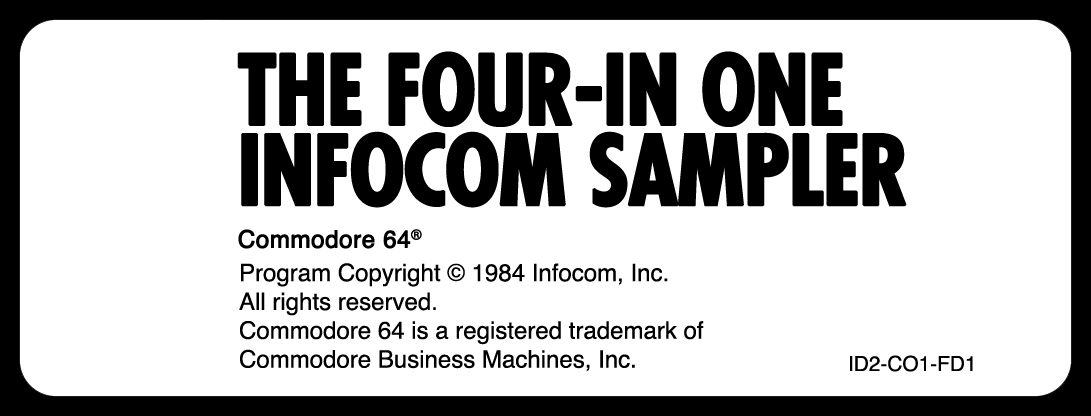 THE FOUR-IN ONE
INFOCOM SAMPLER
Commodore 64®
Program Copyright © 1984 Infocom, Inc.
All rights reserved.
Commodore 64 is a registered trademark of
Commodore Business Machines, Inc.
ID2-CO1-FD1